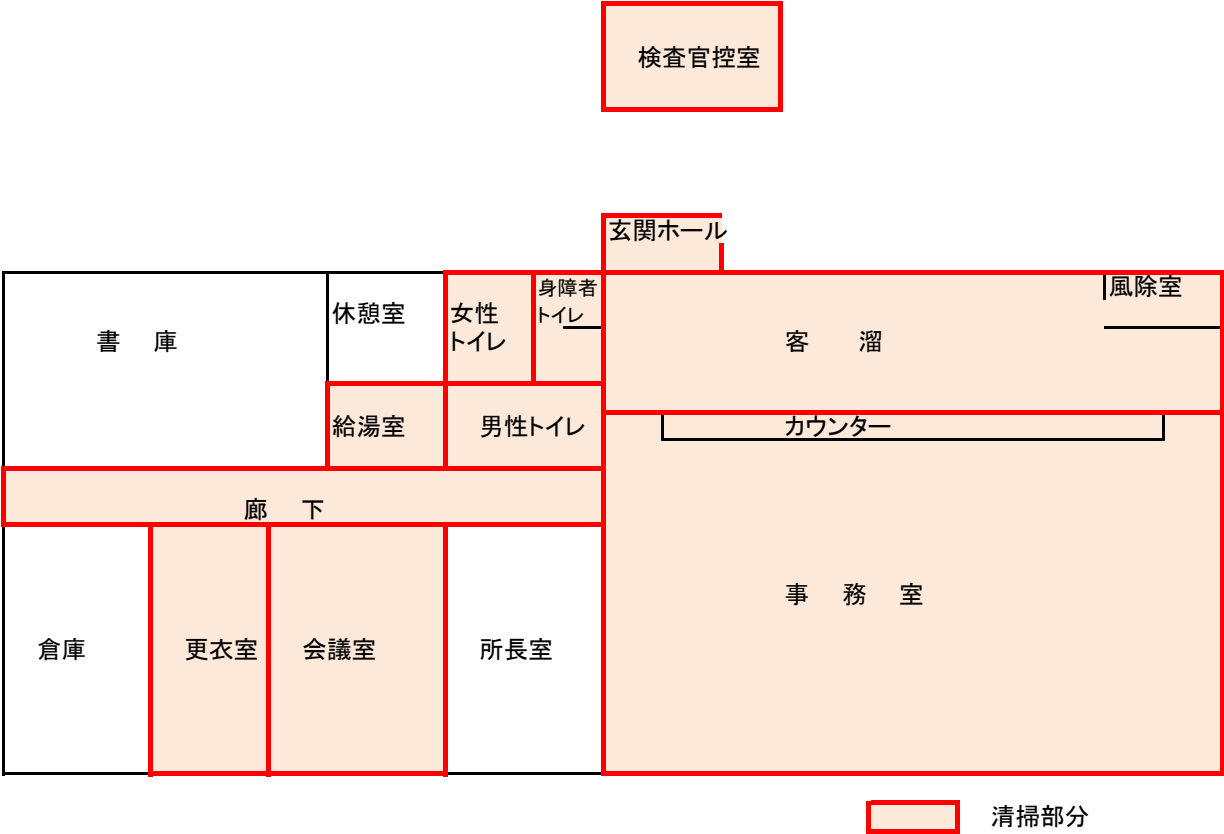 検査官控室
玄関ホール
身障者
トイレ
風除室
休憩室
女性
トイレ
書 庫
客 溜
給湯室
男性トイレ
カウンター
廊 下
事 務 室
倉庫
更衣室
会議室
所長室
清掃部分